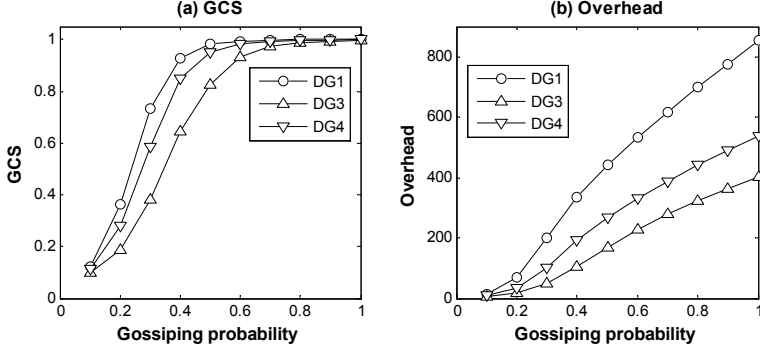 (a) GCS
1
0.8
0.6
0.4
0.2
0
GCS
DG1
DG3
DG4
0
0.2
0.4
0.6
0.8
1
Gossiping probability
(b) Overhead
800
600
400
200
0
Overhead
DG1
DG3
DG4
0
0.2
0.4
0.6
0.8
1
Gossiping probability